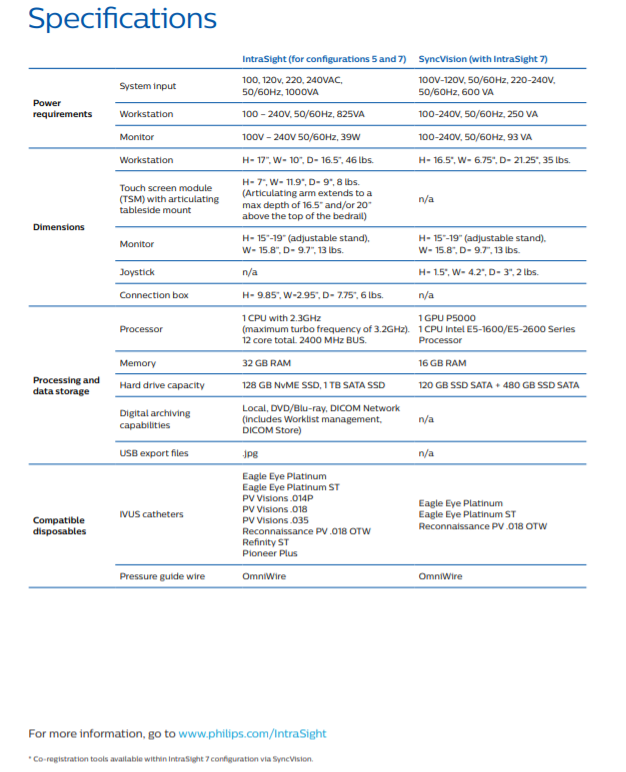 Specifications
IntraSight (for configurations 5 and 7) SyncVision (with IntraSight 7)
Power requirements
System input
100, 120v, 220, 240VAC,
50/60Hz, 1000VA
100V-120V, 50/60Hz, 220-240V,
50/60Hz, 600 VA
Workstation
100 – 240V, 50/60Hz, 825VA
100-240V, 50/60Hz, 250 VA
Monitor
100V – 240V 50/60Hz, 39W
100-240V, 50/60Hz, 93 VA
Dimensions
Workstation
H= 17", W= 10", D= 16.5", 46 lbs.
H= 16.5", W= 6.75", D= 21.25", 35 lbs.
Touch screen module
(TSM) with articulating
tableside mount
H= 7", W= 11.9", D= 9", 8 lbs.
(Articulating arm extends to a
max depth of 16.5" and/or 20"
above the top of the bedrail)
n/a
Monitor
H= 15"-19" (adjustable stand),
W= 15.8", D= 9.7", 13 lbs.
H= 15"-19" (adjustable stand),
W= 15.8", D= 9.7", 13 lbs.
Joystick
n/a
H= 1.5", W= 4.2", D= 3", 2 lbs.
Connection box
H= 9.85", W=2.95", D= 7.75", 6 lbs.
n/a
Processing and
data storage
Processor
1 CPU with 2.3GHz
(maximum turbo frequency of 3.2GHz).
12 core total. 2400 MHz BUS.
1 GPU P5000
1 CPU Intel E5-1600/E5-2600 Series
Processor
Memory
32 GB RAM
16 GB RAM
Hard drive capacity
128 GB NvME SSD, 1 TB SATA SSD
120 GB SSD SATA + 480 GB SSD SATA
Digital archiving
capabilities
Local, DVD/Blu-ray, DICOM Network
(includes Worklist management,
DICOM Store)
n/a
USB export files
.jpg
n/a
Compatible
disposables
IVUS catheters
Eagle Eye Platinum
Eagle Eye Platinum ST
PV Visions .014P
PV Visions .018
PV Visions .035
Reconnaissance PV .018 OTW
Refinity ST
Pioneer Plus
Eagle Eye Platinum
Eagle Eye Platinum ST
Reconnaissance PV .018 OTW
Pressure guide wire
OmniWire
OmniWire
For more information, go to www.philips.com/IntraSight
* Co-registration tools available within IntraSight 7 configuration via SyncVision.